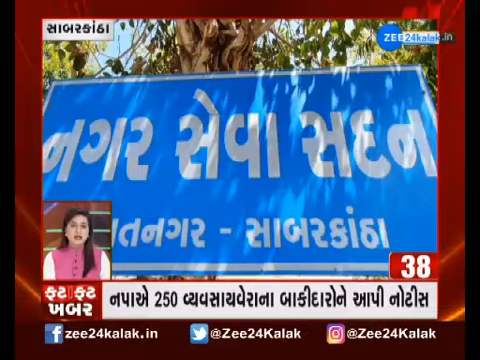 સાબરકાંઠા
ZEE24kalak.in
નગર સેવા સદન
તનગર - સાબરકાંઠા
38
ફટાફટ ખબર
નપાએ 250 વ્યવસાયવેરાના બાકીદારોને આપી નોટીસ
zee24kalak.in @Zee24Kalak @Zee24Kalak